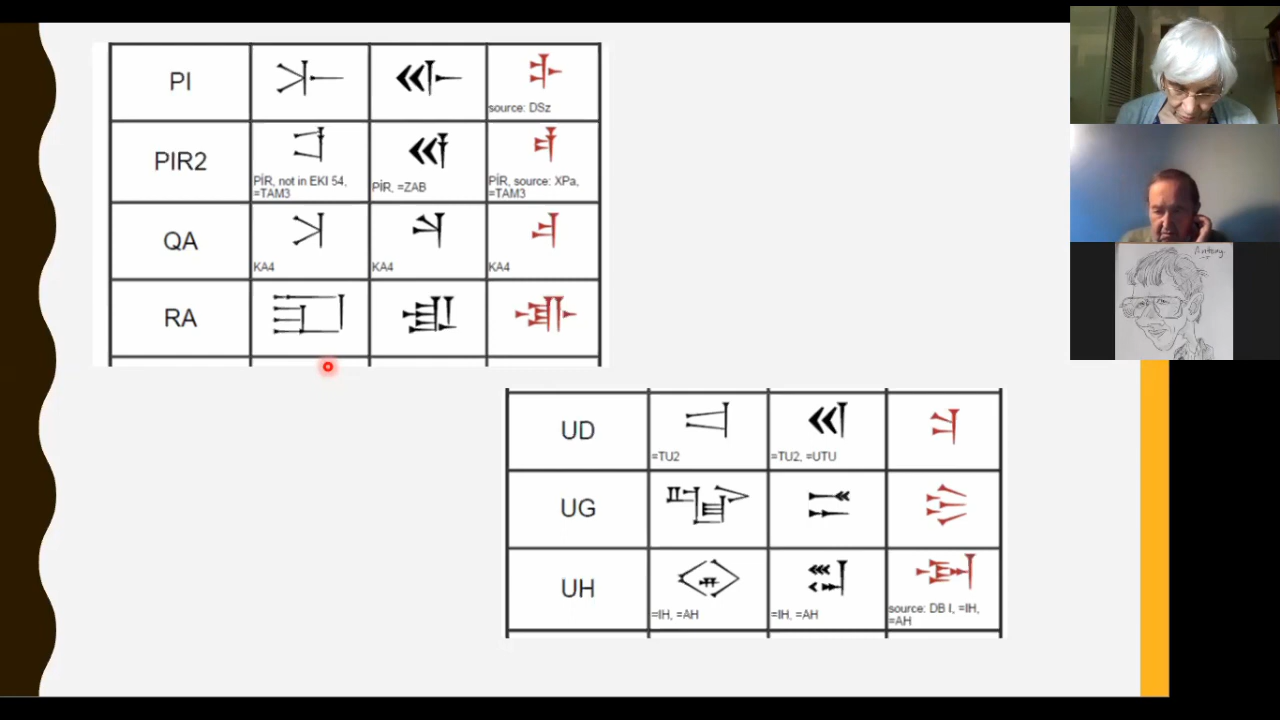 PI
source: DSz
PIR2
PÍR, not in EKI 54,
=TAM3
PÍR, =ZAB
PÍR, source: XPa,
=TAM3
QA
KA4
KA4
KA4
RA
UD
=TU2
=TU2, =UTU
UG
UH
=IH, =AH
=IH, =AH
source: DB I, =IH,
=AH
Antony